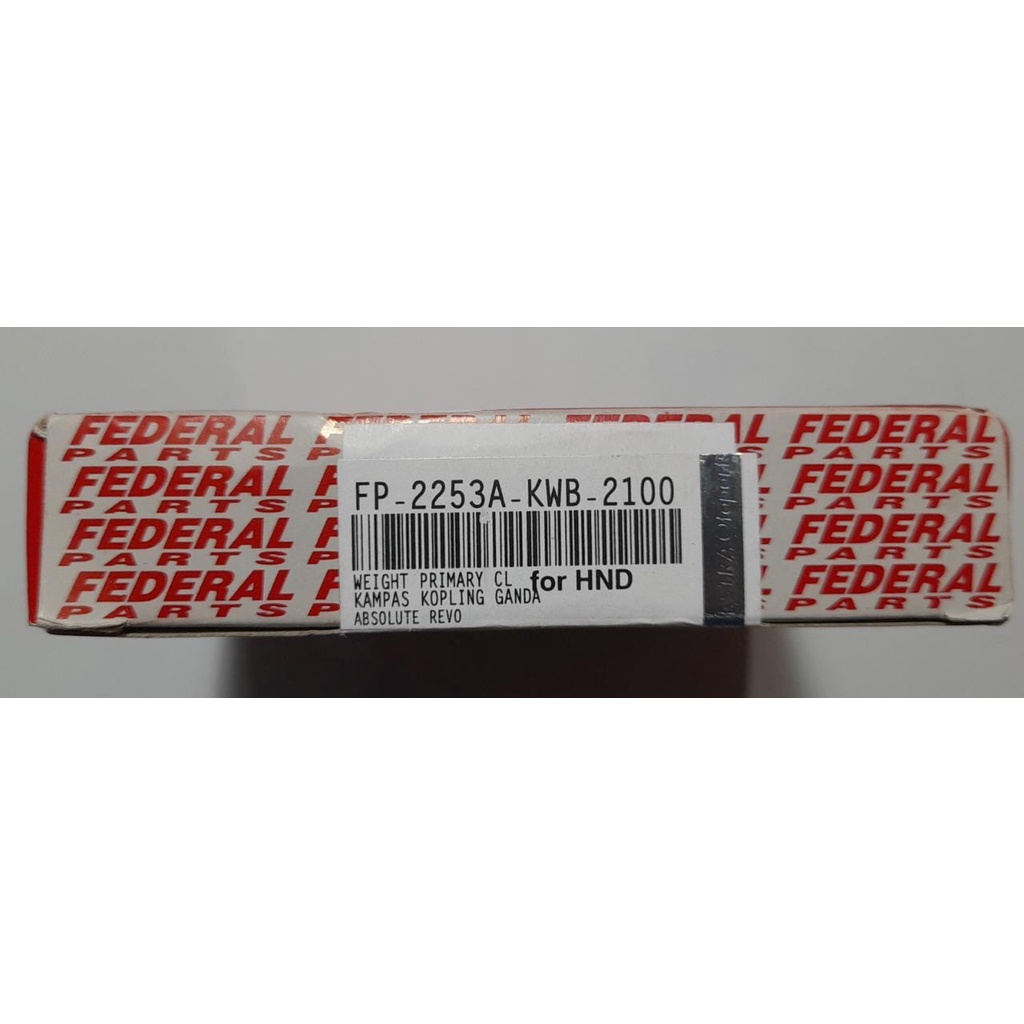 FEDERAL
PARTS
FEDERAL
PARTS
FEDERAL
PARTS
FEDERAL
PARTS
FP-2253A-KWB-2100
WEIGHT PRIMARY CL for HND
KAMPAS KOPLING GANDA
ABSOLUTE REVO
FEDERAL
PARTS
FEDERAL
PARTS
FEDERAL
PARTS
FEDERAL
PARTS